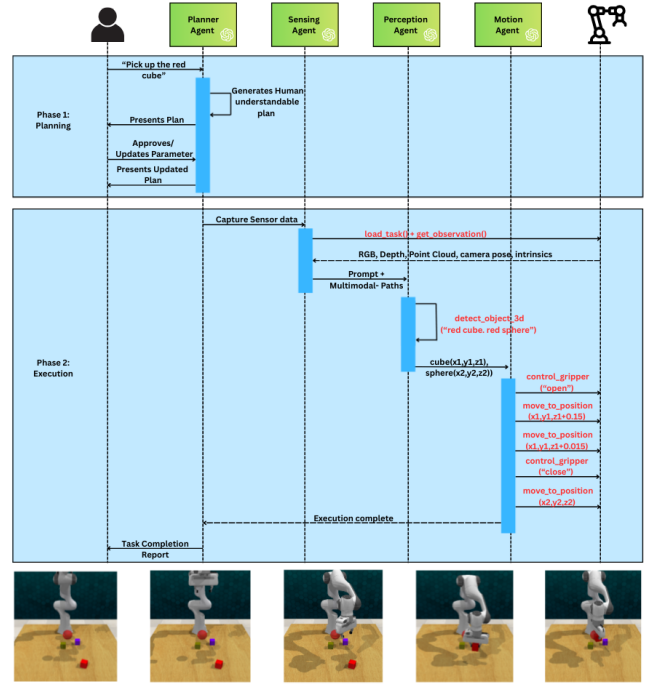 Planner
Agent
Sensing
Agent
Perception
Agent
Motion
Agent
Phase 1:
Planning
“Pick up the red
cube”
Generates Human
understandable
plan
Presents Plan
Approves/
Updates Parameter
Presents Updated
Plan
Phase 2:
Execution
Capture Sensor data
load_task() • get_observation()
RGB, Depth, Point Cloud, camera pose, intrinsics
Prompt +
Multimodal- Paths
detect_object_3d
(“red cube. red sphere”)
cube(x1,y1,z1),
sphere(x2,y2,z2))
control_gripper
(“open”)
move_to_position
(x1,y1,z1+0.15)
move_to_position
(x1,y1,z1+0.015)
control_gripper
(“close”)
move_to_position
(x2,y2,z2)
Execution complete
Task Completion
Report